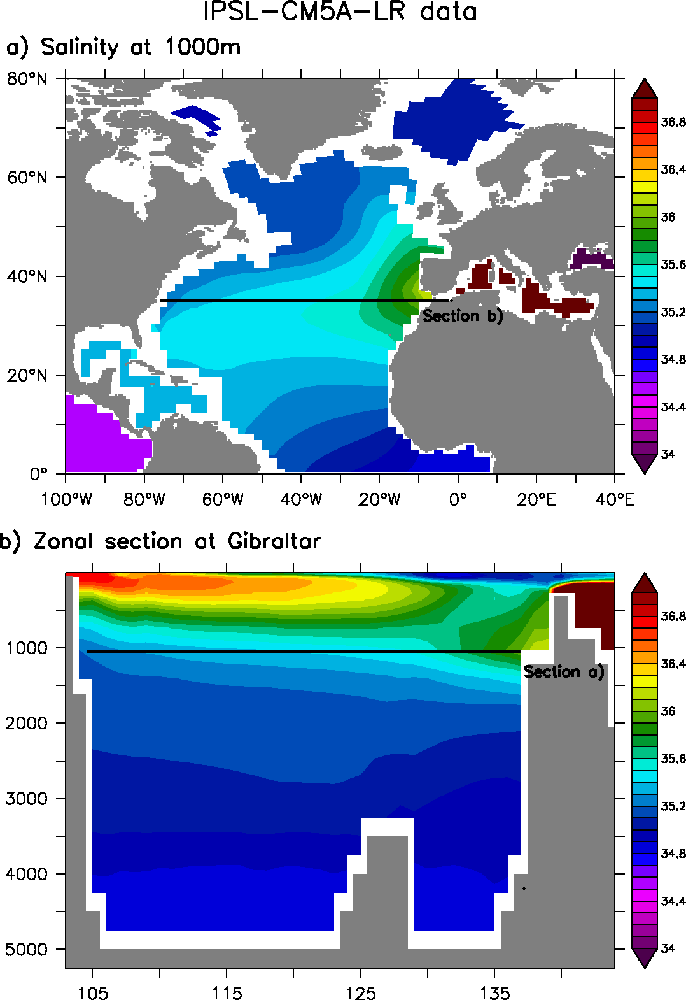 IPSL-CM5A-LR data
a) Salinity at 1000m
80°N
60°N
40°N
20°N
0°
100°W 80°W 60°W 40°W 20°W 0° 20°E 40°E
Section b)
36.8
36.4
36
35.6
35.2
34.8
34.4
34
b) Zonal section at Gibraltar
1000
2000
3000
4000
5000
105 115 125 135
Section a)
36.8
36.4
36
35.6
35.2
34.8
34.4
34